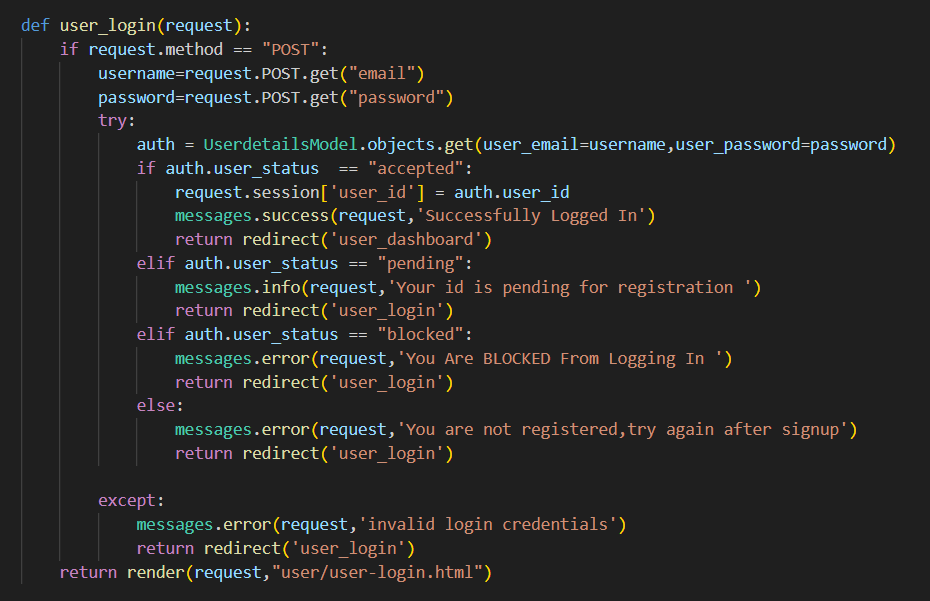 def user_login(request):
    if request.method == "POST":
        username=request.POST.get("email")
        password=request.POST.get("password")
        try:
            auth = UserdetailsModel.objects.get(user_email=username,user_password=password)
            if auth.user_status  == "accepted":
                request.session['user_id'] = auth.user_id
                messages.success(request,'Successfully Logged In')
                return redirect('user_dashboard')
            elif auth.user_status == "pending":
                messages.info(request,'Your id is pending for registration ')
                return redirect('user_login')
            elif auth.user_status == "blocked":
                messages.error(request,'You Are BLOCKED From Logging In ')
                return redirect('user_login')
            else:
                messages.error(request,'You are not registered,try again after signup')
                return redirect('user_login')

        except:
            messages.error(request,'invalid login credentials')
            return redirect('user_login')
    return render(request,"user/user-login.html")